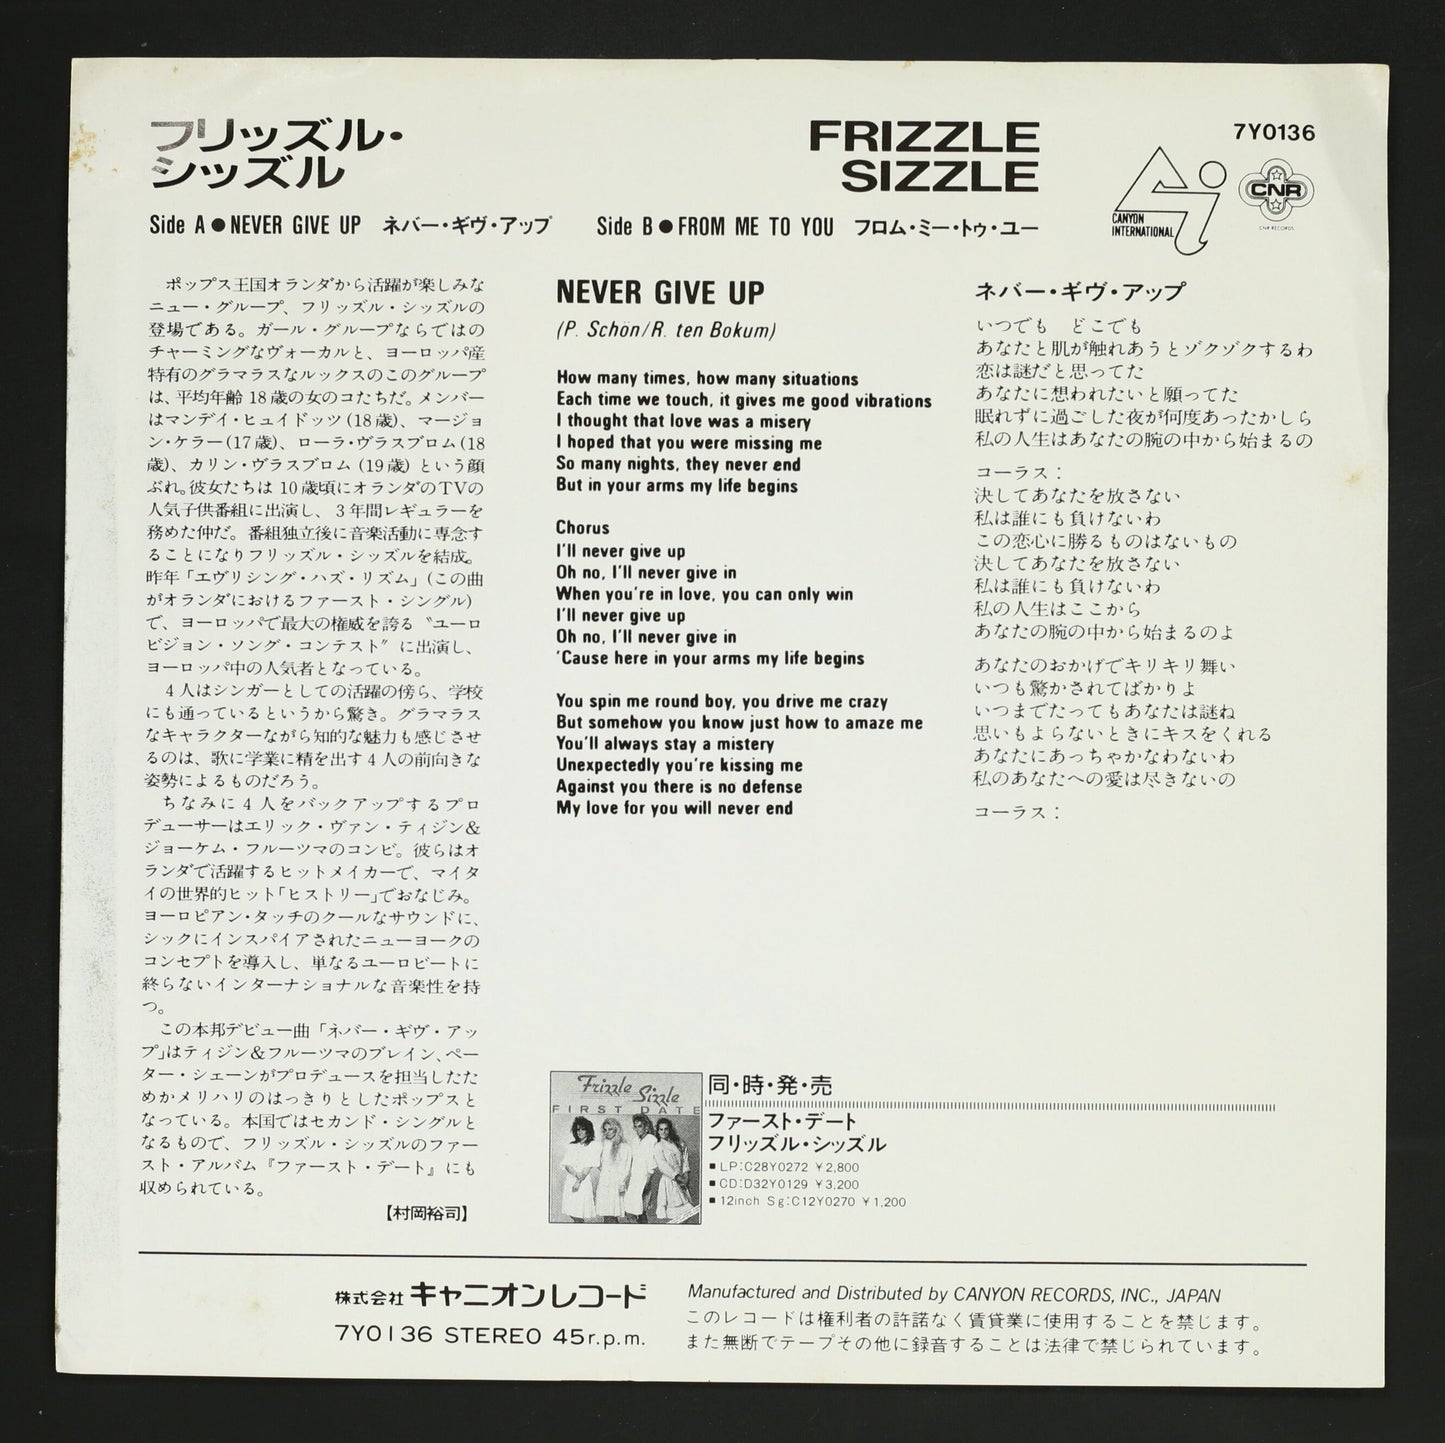 フリッズル・
シッズル
FRIZZLE
SIZZLE
7Y0136
CANYON
INTERNATIONAL
CNR
CNR RECORDS
Side A●NEVER GIVE UP ネバー・ギヴ・アップ Side B●FROM ME TO YOU フロム・ミー・トゥ・ユー
ポップス王国オランダから活躍が楽しみな
ニュー・グループ、フリッズル・シッズルの
登場である。ガール・グループならではの
チャーミングなヴォーカルと、ヨーロッパ産
特有のグラマラスなルックスのこのグループ
は、平均年齢18歳の女のコたちだ。メンバー
はマンディ・ヒュイドッツ(18歳)、マージョ
ン・ケラー(17歳)、ローラ・ヴラスブロム(18
歳)、カリン・ヴラスブロム(19歳)という顔
ぶれ。彼女たちは10歳頃にオランダのTVの
人気子供番組に出演し、3年間レギュラーを
務めた仲だ。番組独立後に音楽活動に専念す
ることになりフリッズル・シッズルを結成。
昨年「エヴリシング・ハズ・リズム」(この曲
がオランダにおけるファースト・シングル)
で、ヨーロッパで最大の権威を誇る〝ユーロ
ビジョン・ソング・コンテスト〞に出演し、
ヨーロッパ中の人気者となっている。
4人はシンガーとしての活躍の傍ら、学校
にも通っているというから驚き。グラマラス
なキャラクターながら知的な魅力も感じさせ
るのは、歌に学業に精を出す4人の前向きな
姿勢によるものだろう。
ちなみに4人をバックアップするプロ
デューサーはエリック・ヴァン・ティジン&
ジョーケム・フルーツマのコンビ。彼らはオ
ランダで活躍するヒットメイカーで、マイタ
イの世界的ヒット「ヒストリー」でおなじみ。
ヨーロピアン・タッチのクールなサウンドに、
シックにインスパイアされたニューヨークの
コンセプトを導入し、単なるユーロビートに
終らないインターナショナルな音楽性を持
つ。
この本邦デビュー曲「ネバー・ギヴ・アッ
プ」はティジン&フルーツマのブレイン、ペー
ター・シェーンがプロデュースを担当したた
めかメリハリのはっきりとしたポップスと
なっている。本国ではセカンド・シングルと
なるもので、フリッズル・シッズルのファー
スト・アルバム『ファースト・デート』にも
収められている。
【村岡裕司】
NEVER GIVE UP
(P. Schön/R. ten Bokum)
How many times, how many situations
Each time we touch, it gives me good vibrations
I thought that love was a misery
I hoped that you were missing me
So many nights, they never end
But in your arms my life begins
Chorus
I'll never give up
Oh no, I'll never give in
When you're in love, you can only win
I'll never give up
Oh no, I'll never give in
'Cause here in your arms my life begins
You spin me round boy, you drive me crazy
But somehow you know just how to amaze me
You'll always stay a mistery
Unexpectedly you're kissing me
Against you there is no defense
My love for you will never end
ネバー・ギヴ・アップ
いつでも どこでも
あなたと肌が触れあうとゾクゾクするわ
恋は謎だと思ってた
あなたに想われたいと願ってた
眠れずに過ごした夜が何度あったかしら
私の人生はあなたの腕の中から始まるの
コーラス：
決してあなたを放さない
私は誰にも負けないわ
この恋心に勝るものはないもの
決してあなたを放さない
私は誰にも負けないわ
私の人生はここから
あなたの腕の中から始まるのよ
あなたのおかげでキリキリ舞い
いつも驚かされてばかりよ
いつまでたってもあなたは謎ね
思いもよらないときにキスをくれる
あなたにあっちゃかなわないわ
私のあなたへの愛は尽きないの
コーラス：
Frizzle Sizzle
FIRST DATE
同・時・発・売
ファースト・デート
フリッズル・シッズル
■LP:C28Y0272 ￥2,800
■CD:D32Y0129 ￥3,200
■12inch Sg:C12Y0270 ￥1,200
株式会社キャニオンレコード
7Y0136 STEREO 45r.p.m.
Manufactured and Distributed by CANYON RECORDS, INC., JAPAN
このレコードは権利者の許諾なく賃貸業に使用することを禁じます。
また無断でテープその他に録音することは法律で禁じられています。